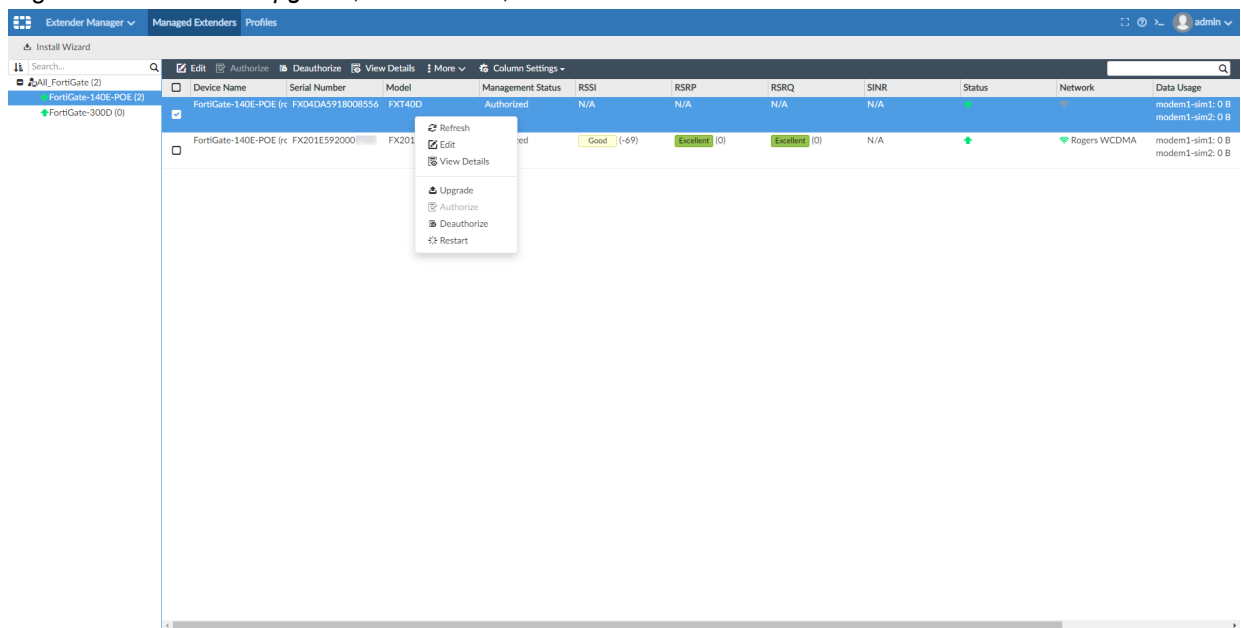 Extender Manager Managed Extenders Profiles admin
Install Wizard
Search... Edit Authorize Deauthorize View Details More Column Settings
All_FortiGate (2) Device Name Serial Number Model Management Status RSSI RSRP RSRQ SINR Status Network Data Usage
FortiGate-140E-POE (2) FortiGate-140E-POE (rc FX04DA5918008556 FXT40D Authorized N/A N/A N/A N/A modem1-sim1: 0 B
FortiGate-300D (0) modem1-sim2: 0 B
Refresh
FortiGate-140E-POE (rc FX201E592000 FX201 Edit ed Good (-69) Excellent (0) Excellent (0) N/A Rogers WCDMA modem1-sim1: 0 B
View Details modem1-sim2: 0 B
Upgrade
Authorize
Deauthorize
Restart